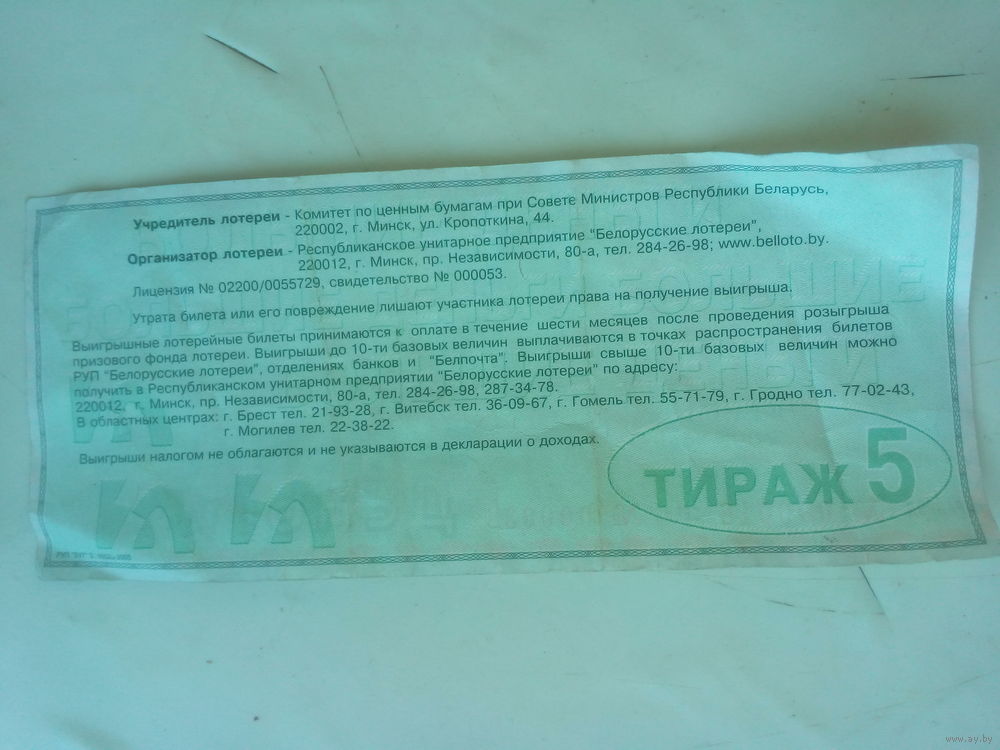 Учредитель лотереи - Комитет по ценным бумагам при Совете Министров Республики Беларусь,
220002, г. Минск, ул. Кропоткина, 44.
Организатор лотереи - Республиканское унитарное предприятие "Белорусские лотереи",
220012, г. Минск, пр. Независимости, 80-а, тел. 284-26-98; www.belloto.by.
Лицензия № 02200/0055729, свидетельство № 000053.
Утрата билета или его повреждение лишают участника лотереи права на получение выигрыша.
Выигрышные лотерейные билеты принимаются к оплате в течение шести месяцев после проведения розыгрыша
призового фонда лотереи. Выигрыши до 10-ти базовых величин выплачиваются в точках распространения билетов
РУП "Белорусские лотереи", отделениях банков и "Белпочта". Выигрыши свыше 10-ти базовых величин можно
получить в Республиканском унитарном предприятии "Белорусские лотереи" по адресу:
220012, г. Минск, пр. Независимости, 80-а, тел. 284-26-98, 287-34-78.
В областных центрах: г. Брест тел. 21-93-28, г. Витебск тел. 36-09-67, г. Гомель тел. 55-71-79, г. Гродно тел. 77-02-43,
г. Могилев тел. 22-38-22.
Выигрыши налогом не облагаются и не указываются в декларации о доходах.
ТИРАЖ 5
www.ay.by